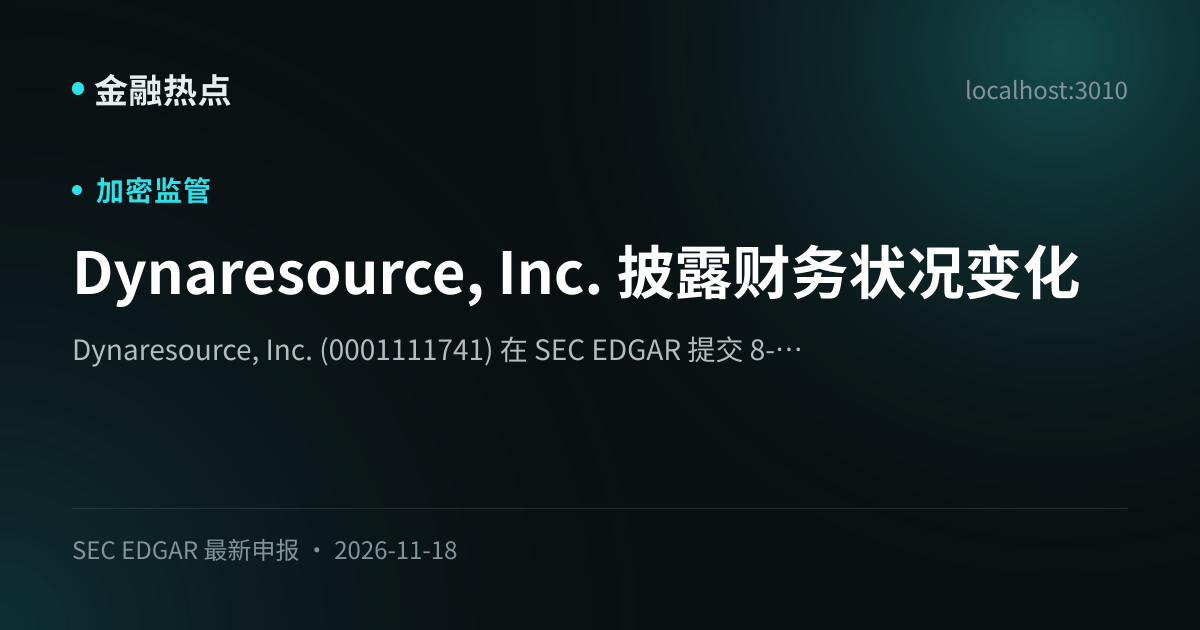 金融热点
localhost:3010
加密监管
Dynaresource, Inc. 披露财务状况变化
Dynaresource, Inc. (0001111741) 在 SEC EDGAR 提交 8-…
SEC EDGAR 最新申报 · 2026-11-18